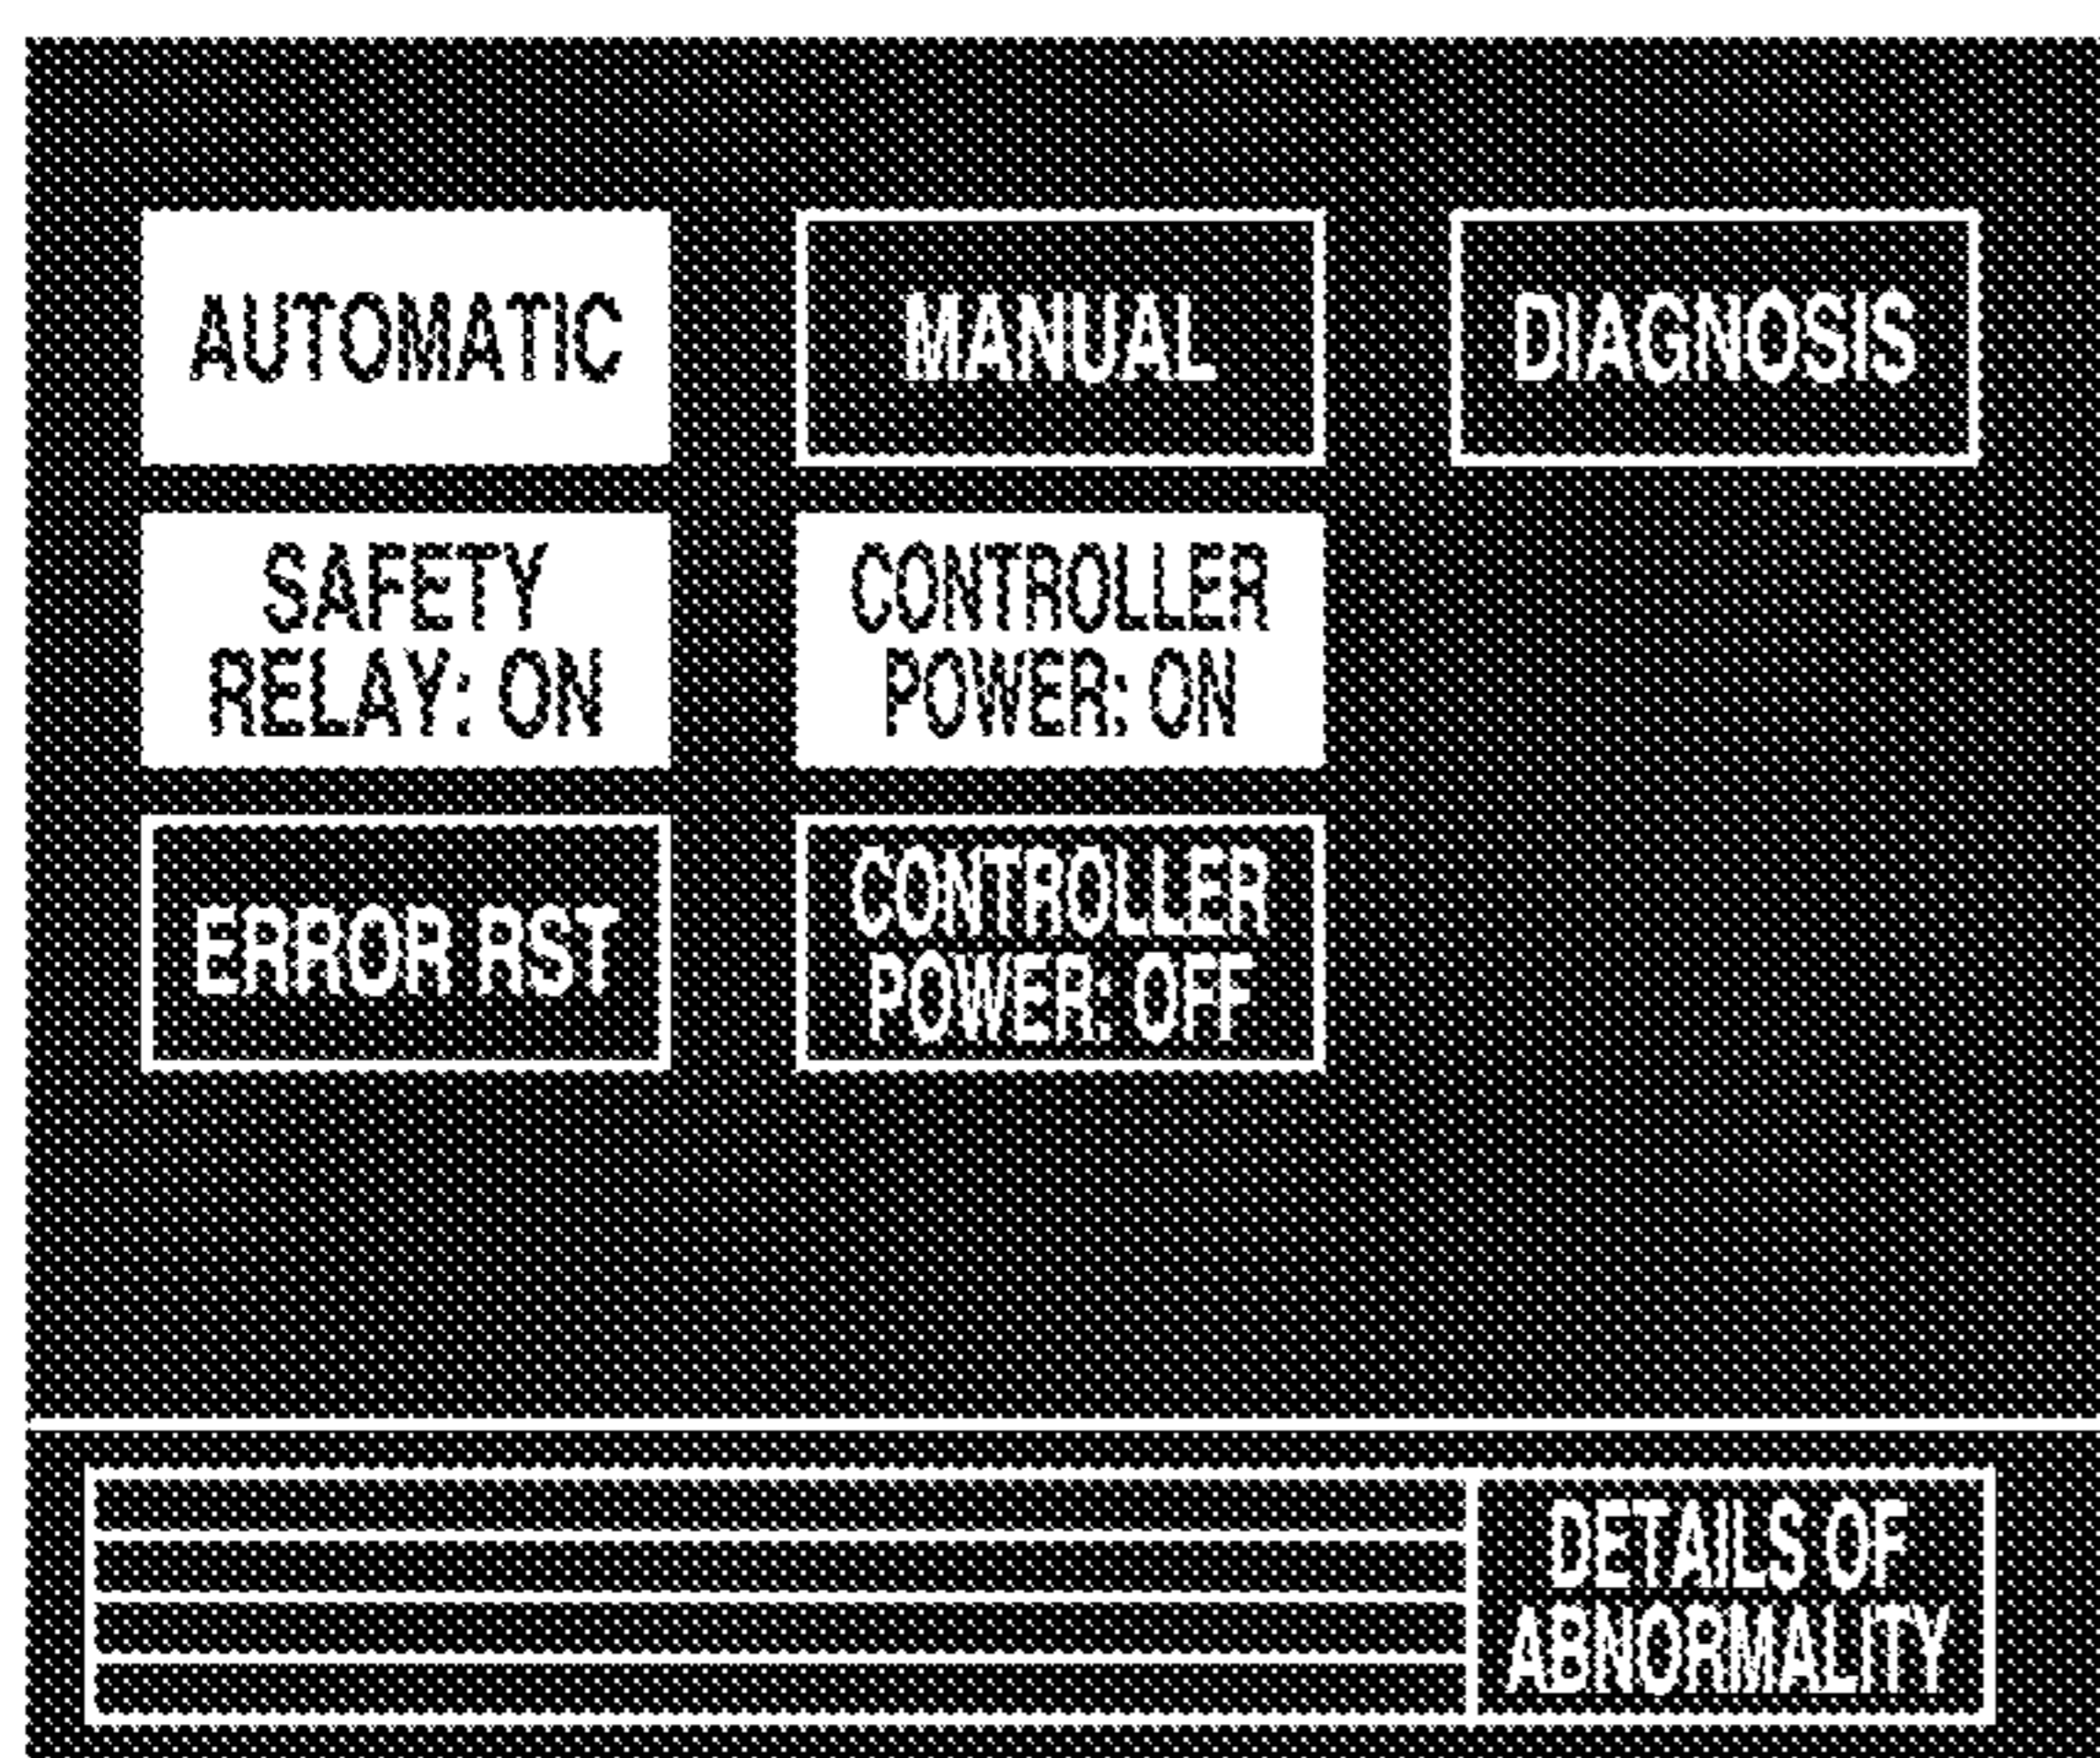 AUTOMATIC
MANUAL
DIAGNOSIS
SAFETY
RELAY: ON
CONTROLLER
POWER: ON
ERROR RST
CONTROLLER
POWER: OFF
DETAILS OF
ABNORMALITY